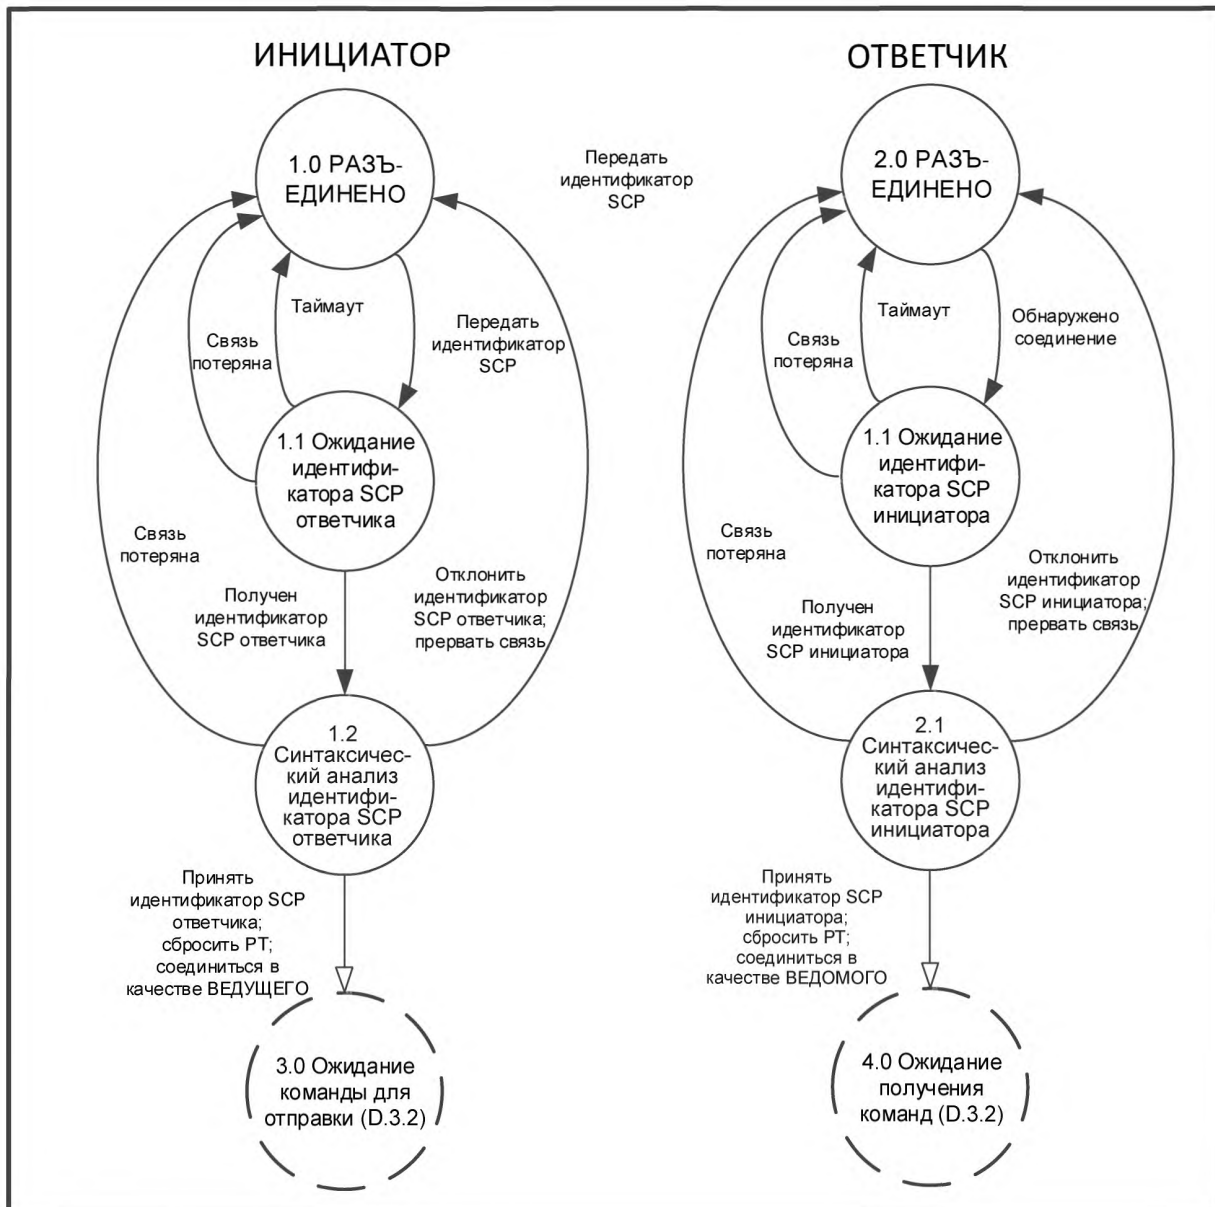 ИНИЦИАТОР
1.0 РАЗЪ-
ЕДИНЕНО
Таймаут
Связь
потеряна
Передать
идентификатор
SCP
1.1 Ожидание
идентифи-
катора SCP
ответчика
Связь
потеряна
Получен
идентификатор
SCP ответчика
Отклонить
идентификатор
SCP ответчика;
прервать связь
1.2
Синтаксичес-
кий анализ
идентифи-
катора SCP
ответчика
Принять
идентификатор SCP
ответчика;
сбросить PT;
соединиться в
качестве ВЕДУЩЕГО
3.0 Ожидание
команды для
отправки (D.3.2)
Передать
идентификатор
SCP
ОТВЕТЧИК
2.0 РАЗЪ-
ЕДИНЕНО
Таймаут
Связь
потеряна
Обнаружено
соединение
1.1 Ожидание
идентифи-
катора SCP
инициатора
Связь
потеряна
Получен
идентификатор
SCP инициатора
Отклонить
идентификатор
SCP инициатора;
прервать связь
2.1
Синтаксичес-
кий анализ
идентифи-
катора SCP
инициатора
Принять
идентификатор SCP
инициатора;
сбросить PT;
соединиться в
качестве ВЕДОМОГО
4.0 Ожидание
получения
команд (D.3.2)